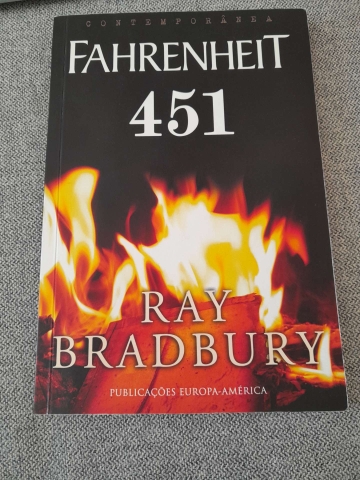 CONTEMPORÂNEA
FAHRENHEIT
451
RAY
BRADBURY
PUBLICAÇÕES EUROPA-AMÉRICA